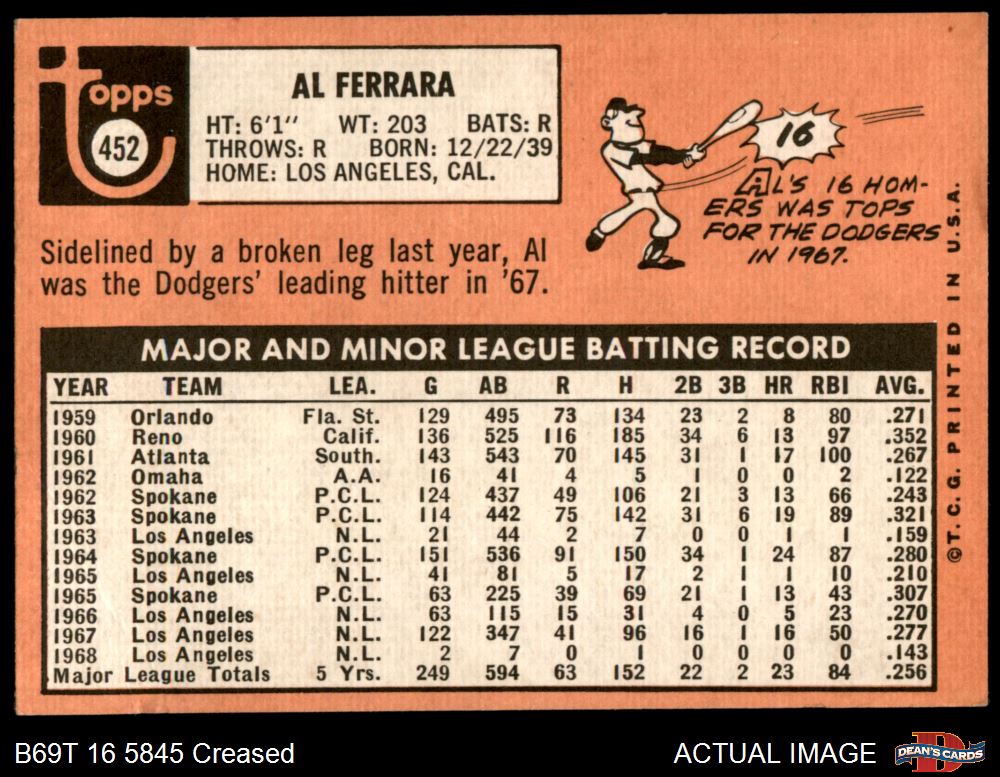 Topps
452
AL FERRARA
HT: 6'1" WT: 203 BATS: R
THROWS: R BORN: 12/22/39
HOME: LOS ANGELES, CAL.
16
AL'S 16 HOM-
ERS WAS TOPS
FOR THE DODGERS
IN 1967.
Sidelined by a broken leg last year, Al
was the Dodgers' leading hitter in '67.
MAJOR AND MINOR LEAGUE BATTING RECORD
YEAR TEAM LEA. G AB R H 2B 3B HR RBI AVG.
1959 Orlando Fla. St. 129 495 73 134 23 2 8 80 .271
1960 Reno Calif. 136 525 116 185 34 6 13 97 .352
1961 Atlanta South. 143 543 70 145 31 1 17 100 .267
1962 Omaha A.A. 16 41 4 5 1 0 0 2 .122
1962 Spokane P.C.L. 124 437 49 106 21 3 13 66 .243
1963 Spokane P.C.L. 114 442 75 142 31 6 19 89 .321
1963 Los Angeles N.L. 21 44 2 7 0 0 1 1 .159
1964 Spokane P.C.L. 151 536 91 150 34 1 24 87 .280
1965 Los Angeles N.L. 41 81 5 17 2 1 1 10 .210
1965 Spokane P.C.L. 63 225 39 69 21 1 13 43 .307
1966 Los Angeles N.L. 63 115 15 31 4 0 5 23 .270
1967 Los Angeles N.L. 122 347 41 96 16 1 16 50 .277
1968 Los Angeles N.L. 2 7 0 1 0 0 0 0 .143
Major League Totals 5 Yrs. 249 594 63 152 22 2 23 84 .256
©T.C.G. PRINTED IN U.S.A.
B69T 16 5845 Creased
ACTUAL IMAGE
DEAN'S CARDS